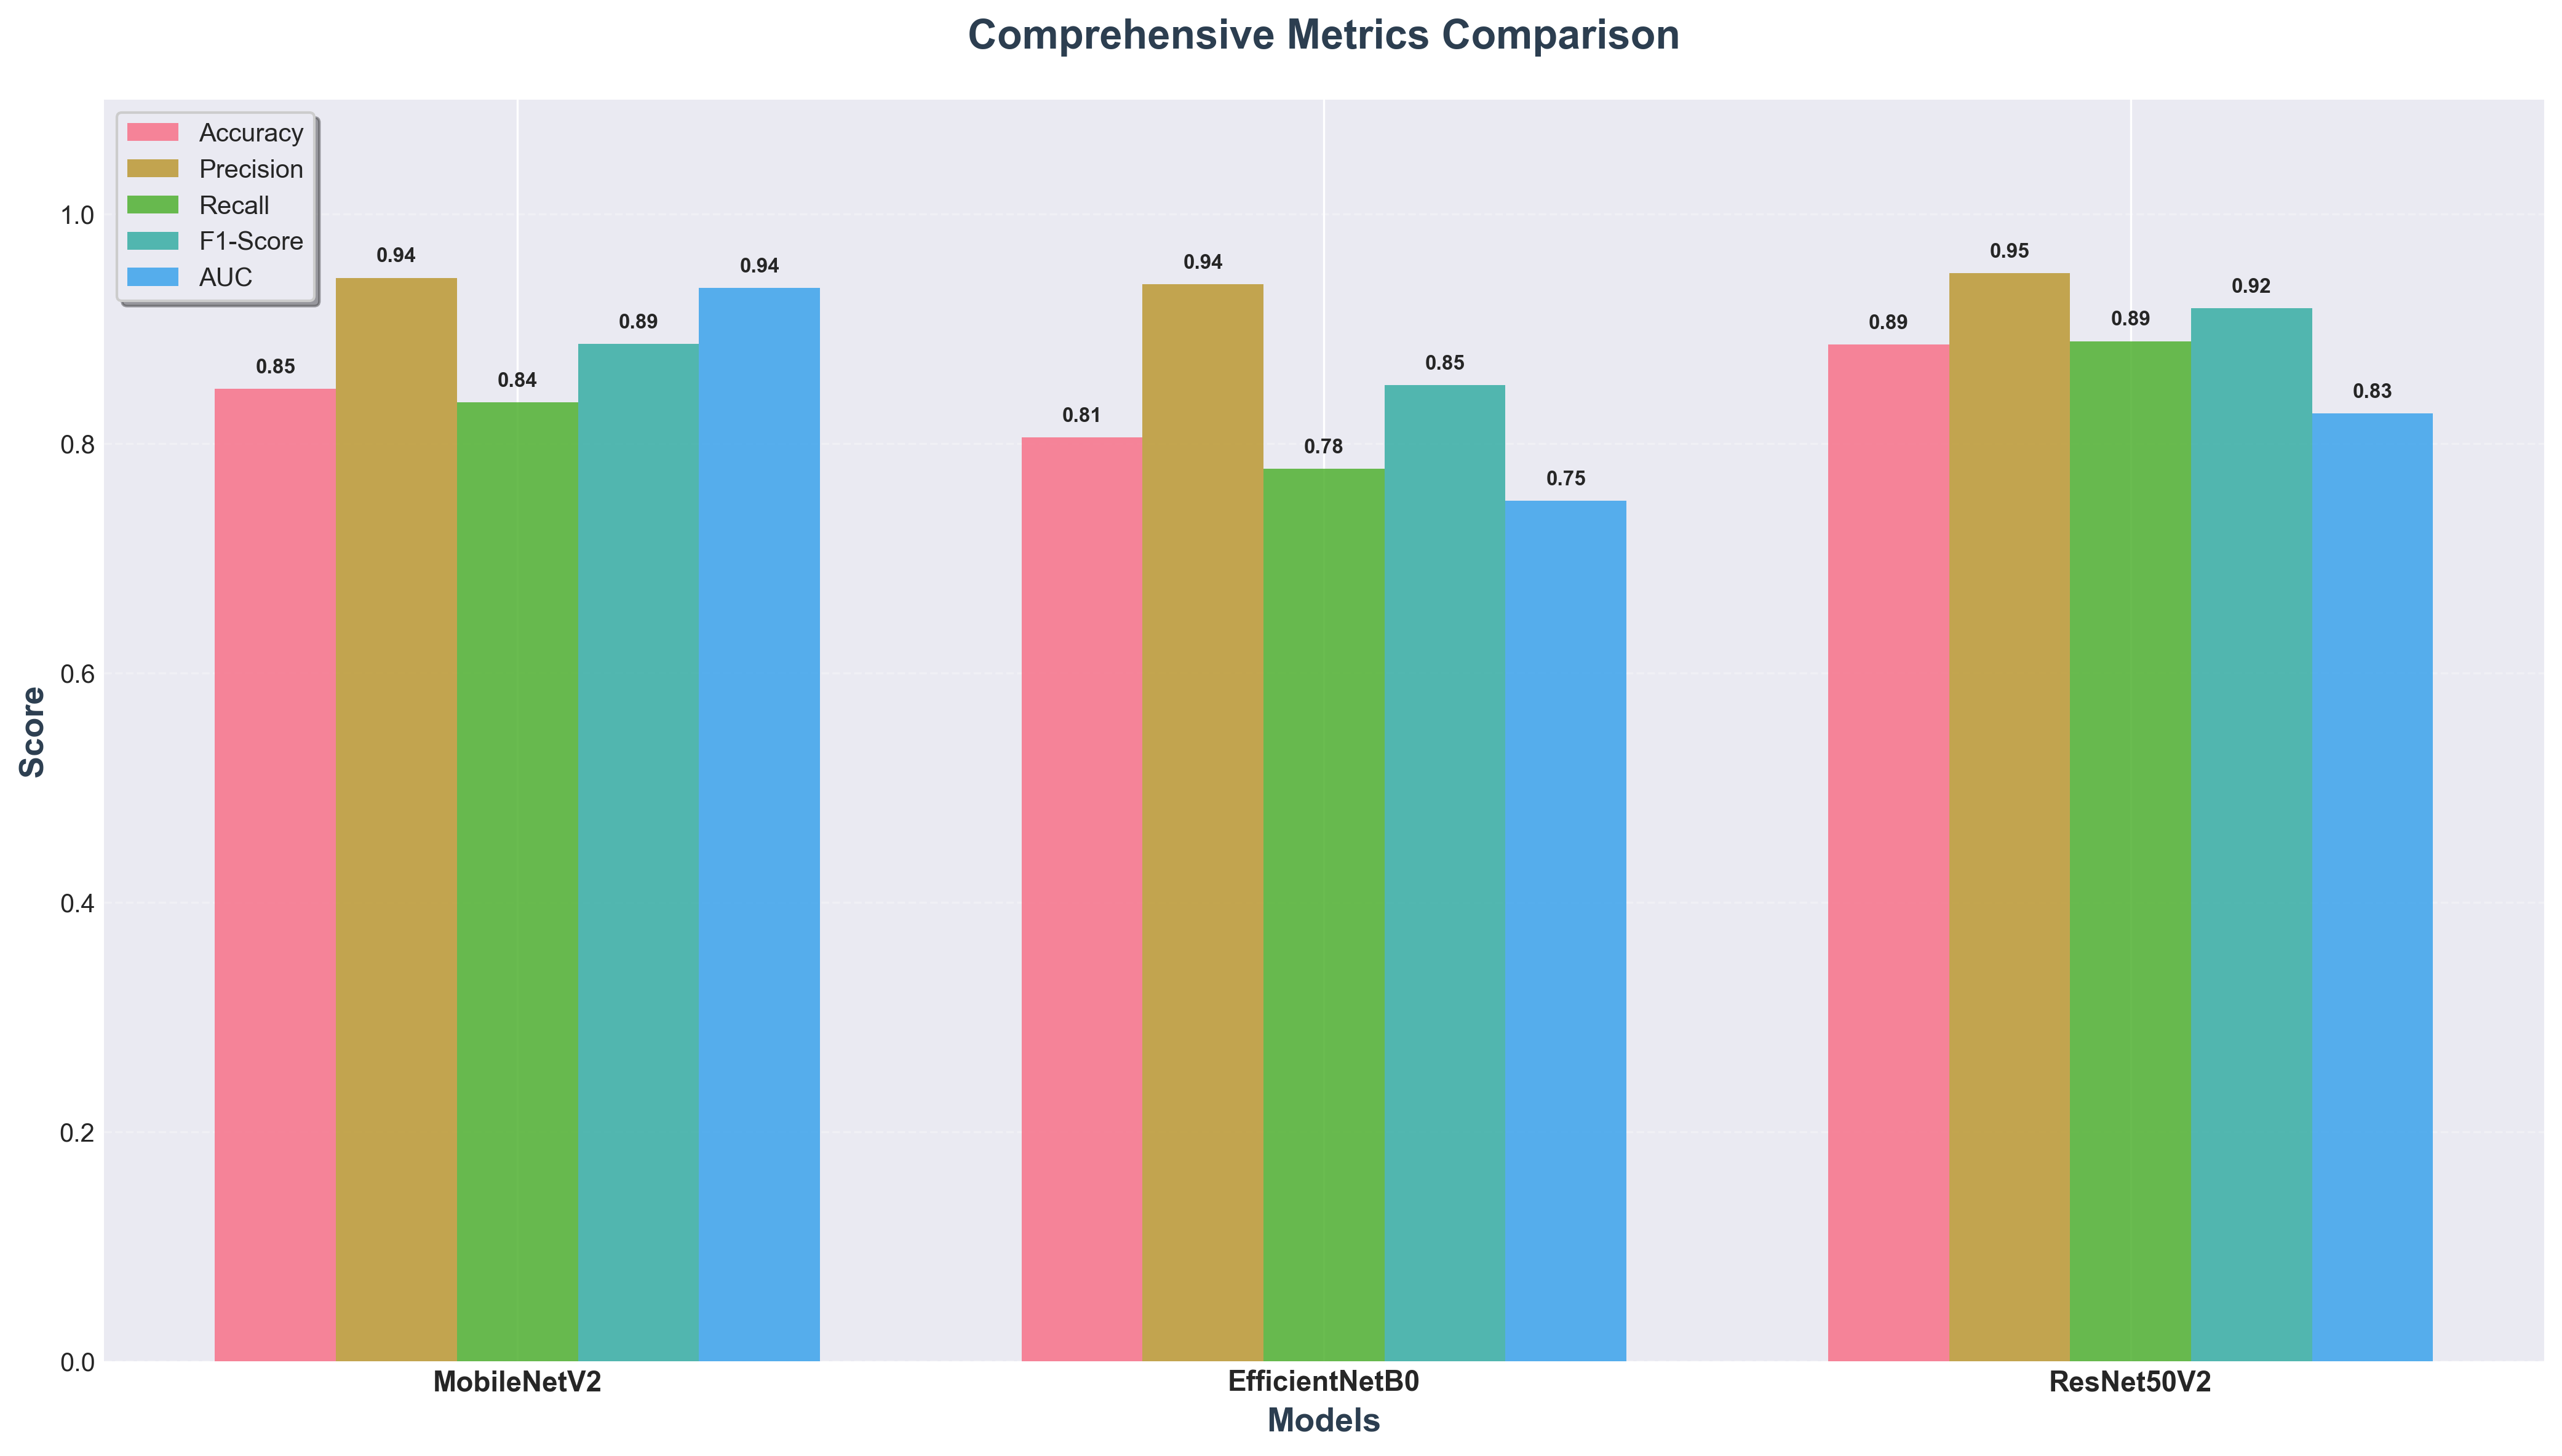 Comprehensive Metrics Comparison
Accuracy
Precision
Recall
F1-Score
AUC
1.0
0.8
0.6
0.4
0.2
0.0
Score
0.85
0.94
0.84
0.89
0.94
0.81
0.94
0.78
0.85
0.75
0.89
0.95
0.89
0.92
0.83
MobileNetV2
EfficientNetB0
ResNet50V2
Models